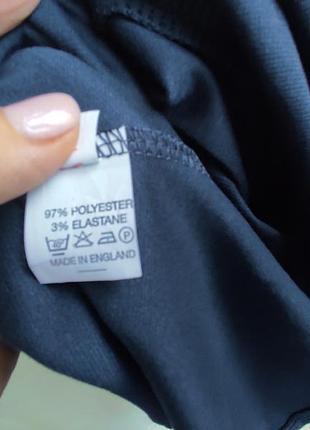 97% POLYESTER
3% ELASTANE
P
MADE IN ENGLAND